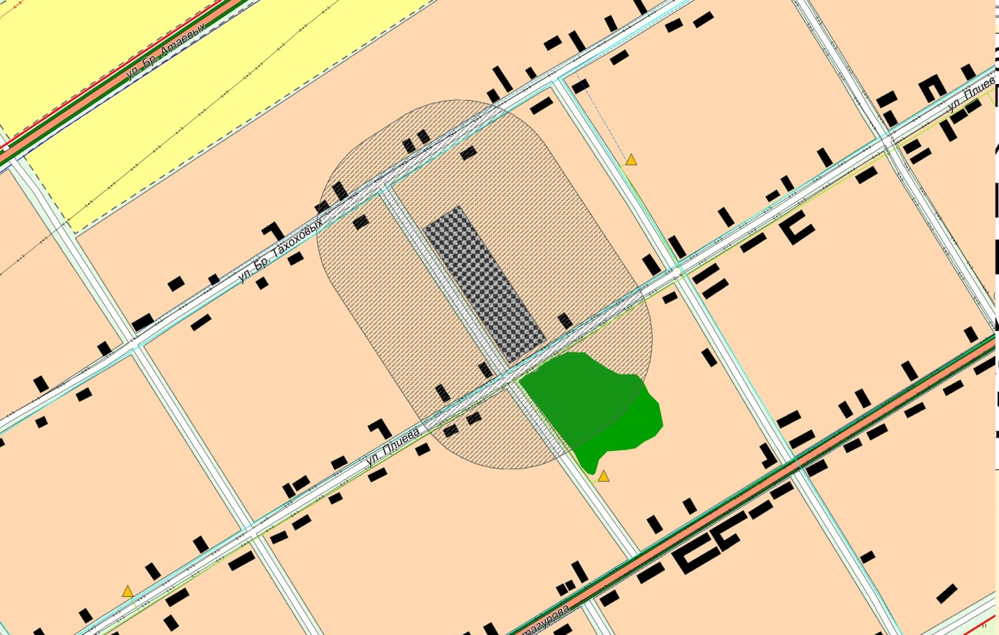 ул. Бр. Атаевых
ул. Плиев
ул. Бр. Тахоховых
ул. Плиева
тагурова